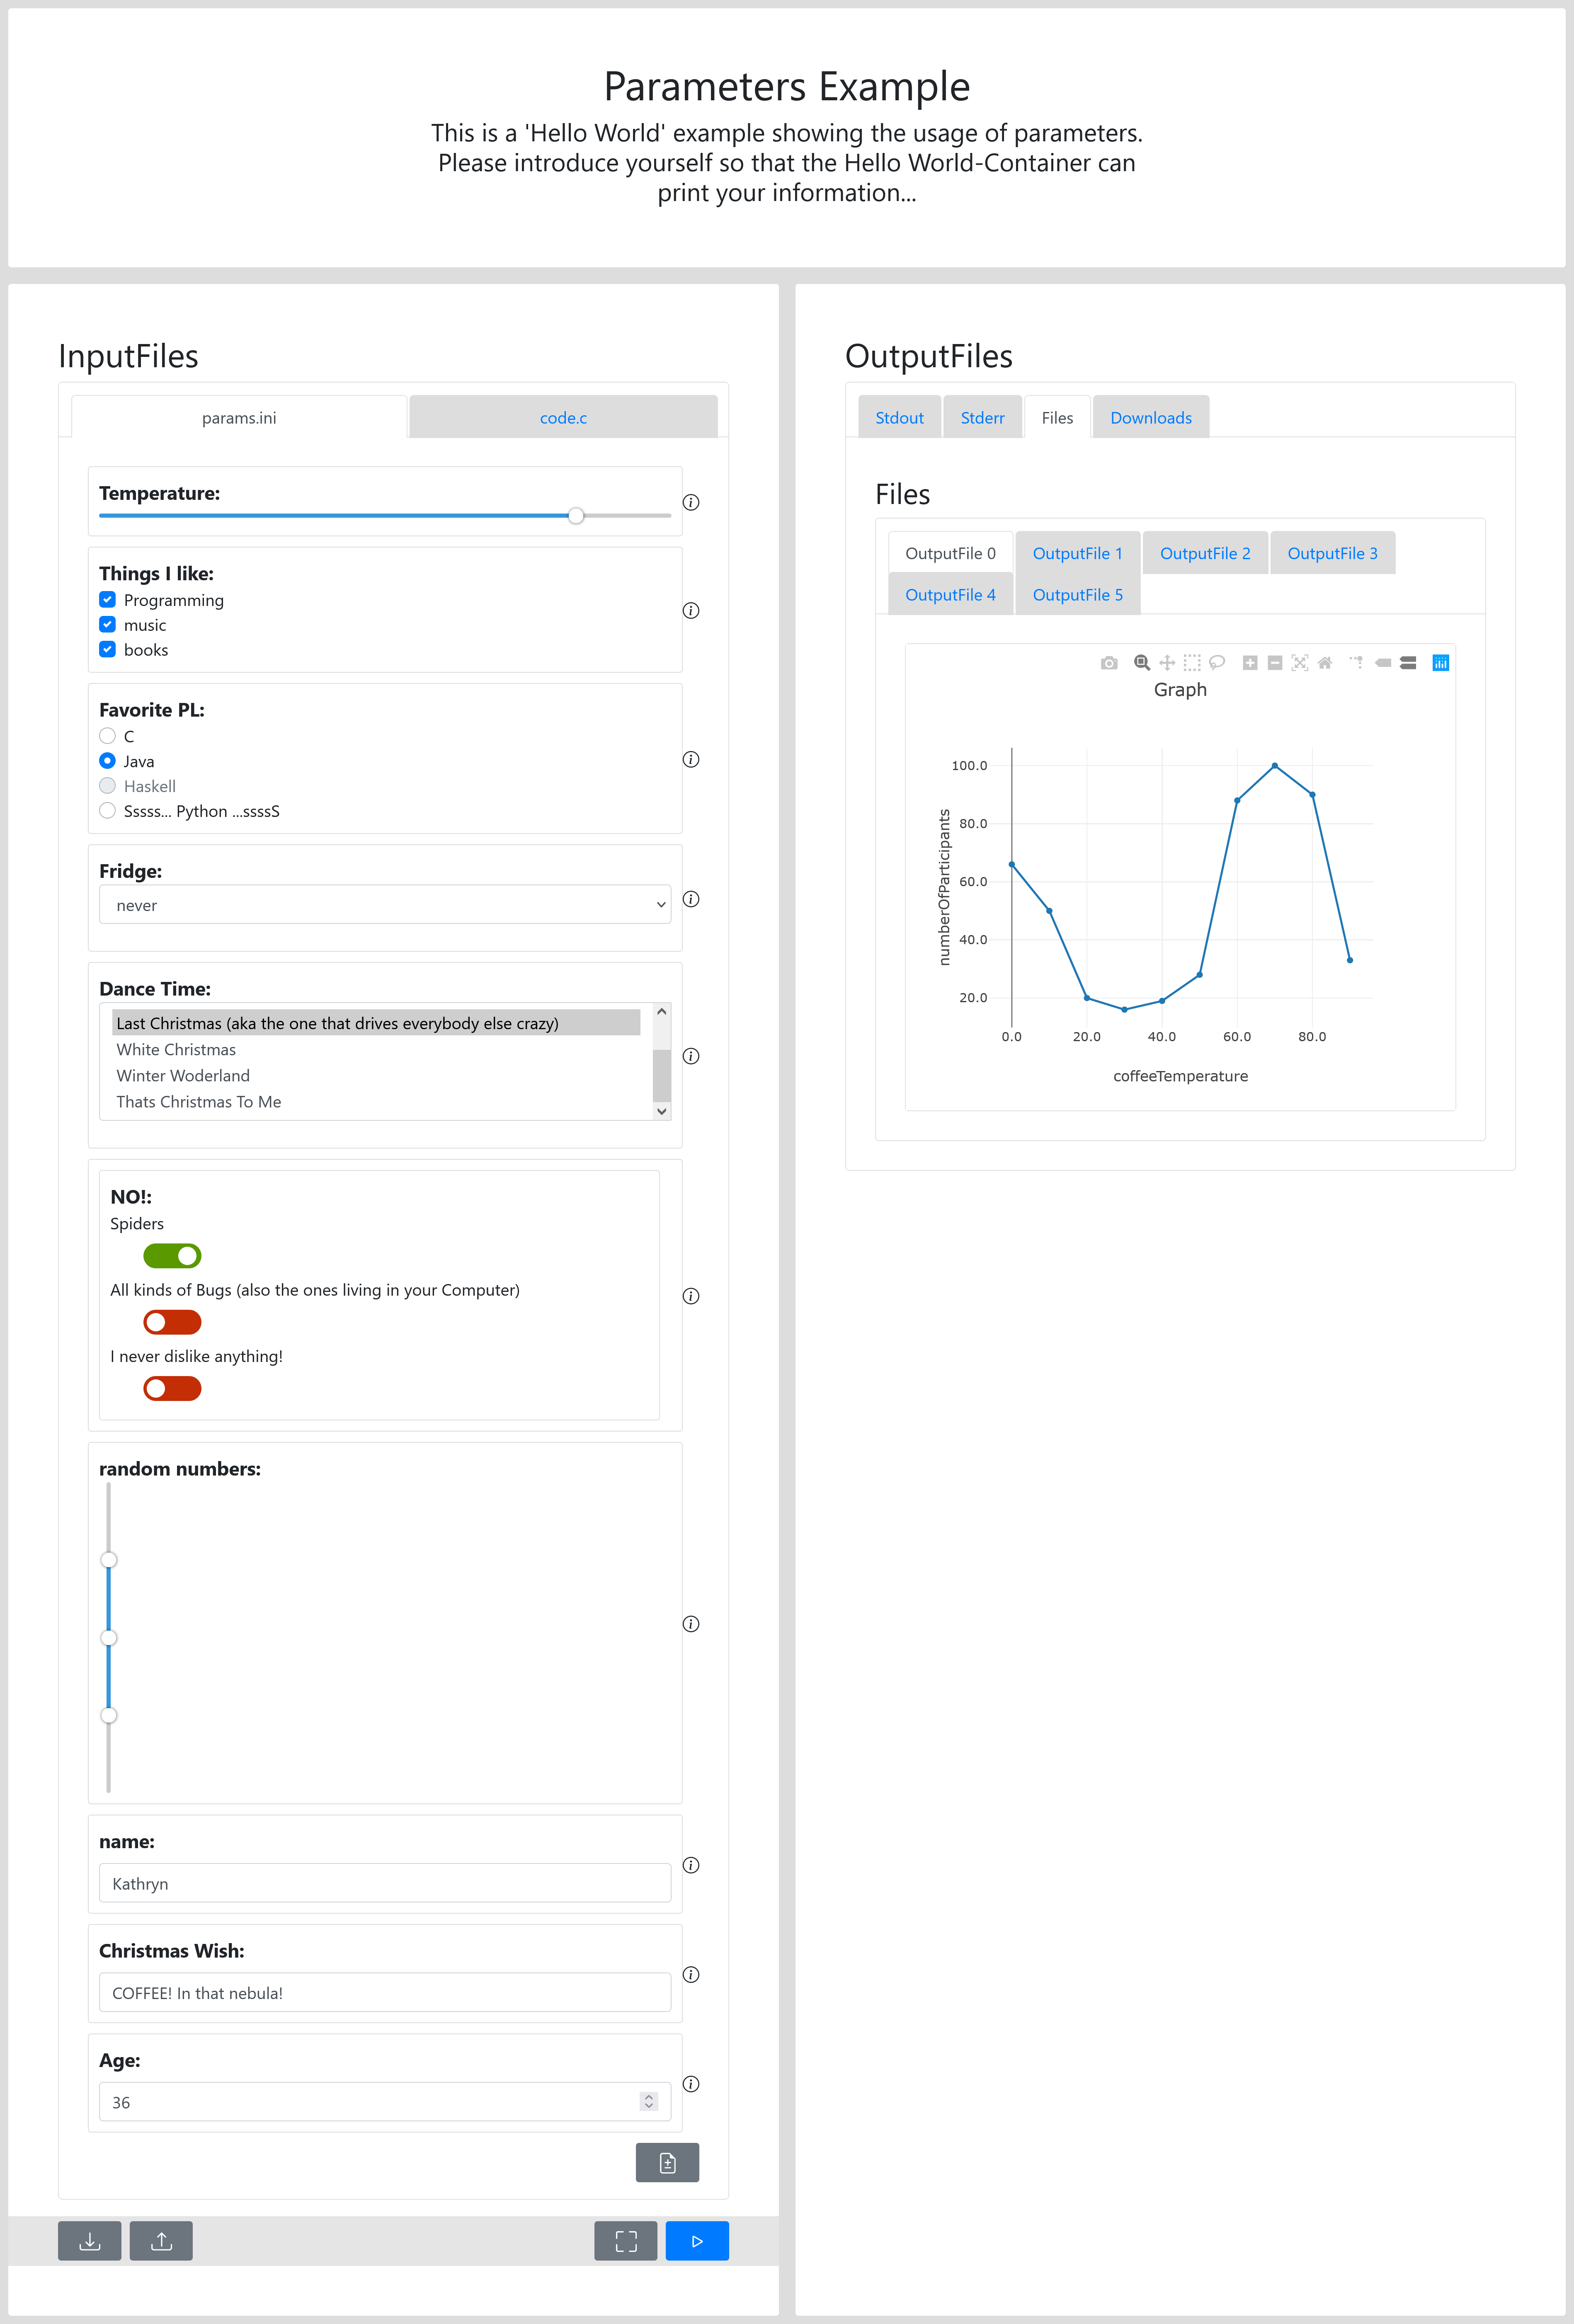 Parameters Example
This is a 'Hello World' example showing the usage of parameters.
Please introduce yourself so that the Hello World-Container can
print your information...
InputFiles
params.ini
code.c
Temperature:
Things I like:
Programming
music
books
Favorite PL:
C
Java
Haskell
Sssss... Python ...ssssS
Fridge:
never
Dance Time:
Last Christmas (aka the one that drives everybody else crazy)
White Christmas
Winter Woderland
Thats Christmas To Me
NO!:
Spiders
All kinds of Bugs (also the ones living in your Computer)
I never dislike anything!
random numbers:
name:
Kathryn
Christmas Wish:
COFFEE! In that nebula!
Age:
36
OutputFiles
Stdout
Stderr
Files
Downloads
Files
OutputFile 0
OutputFile 1
OutputFile 2
OutputFile 3
OutputFile 4
OutputFile 5
Graph
numberOfParticipants
100.0
80.0
60.0
40.0
20.0
0.0
20.0
40.0
60.0
80.0
coffeeTemperature